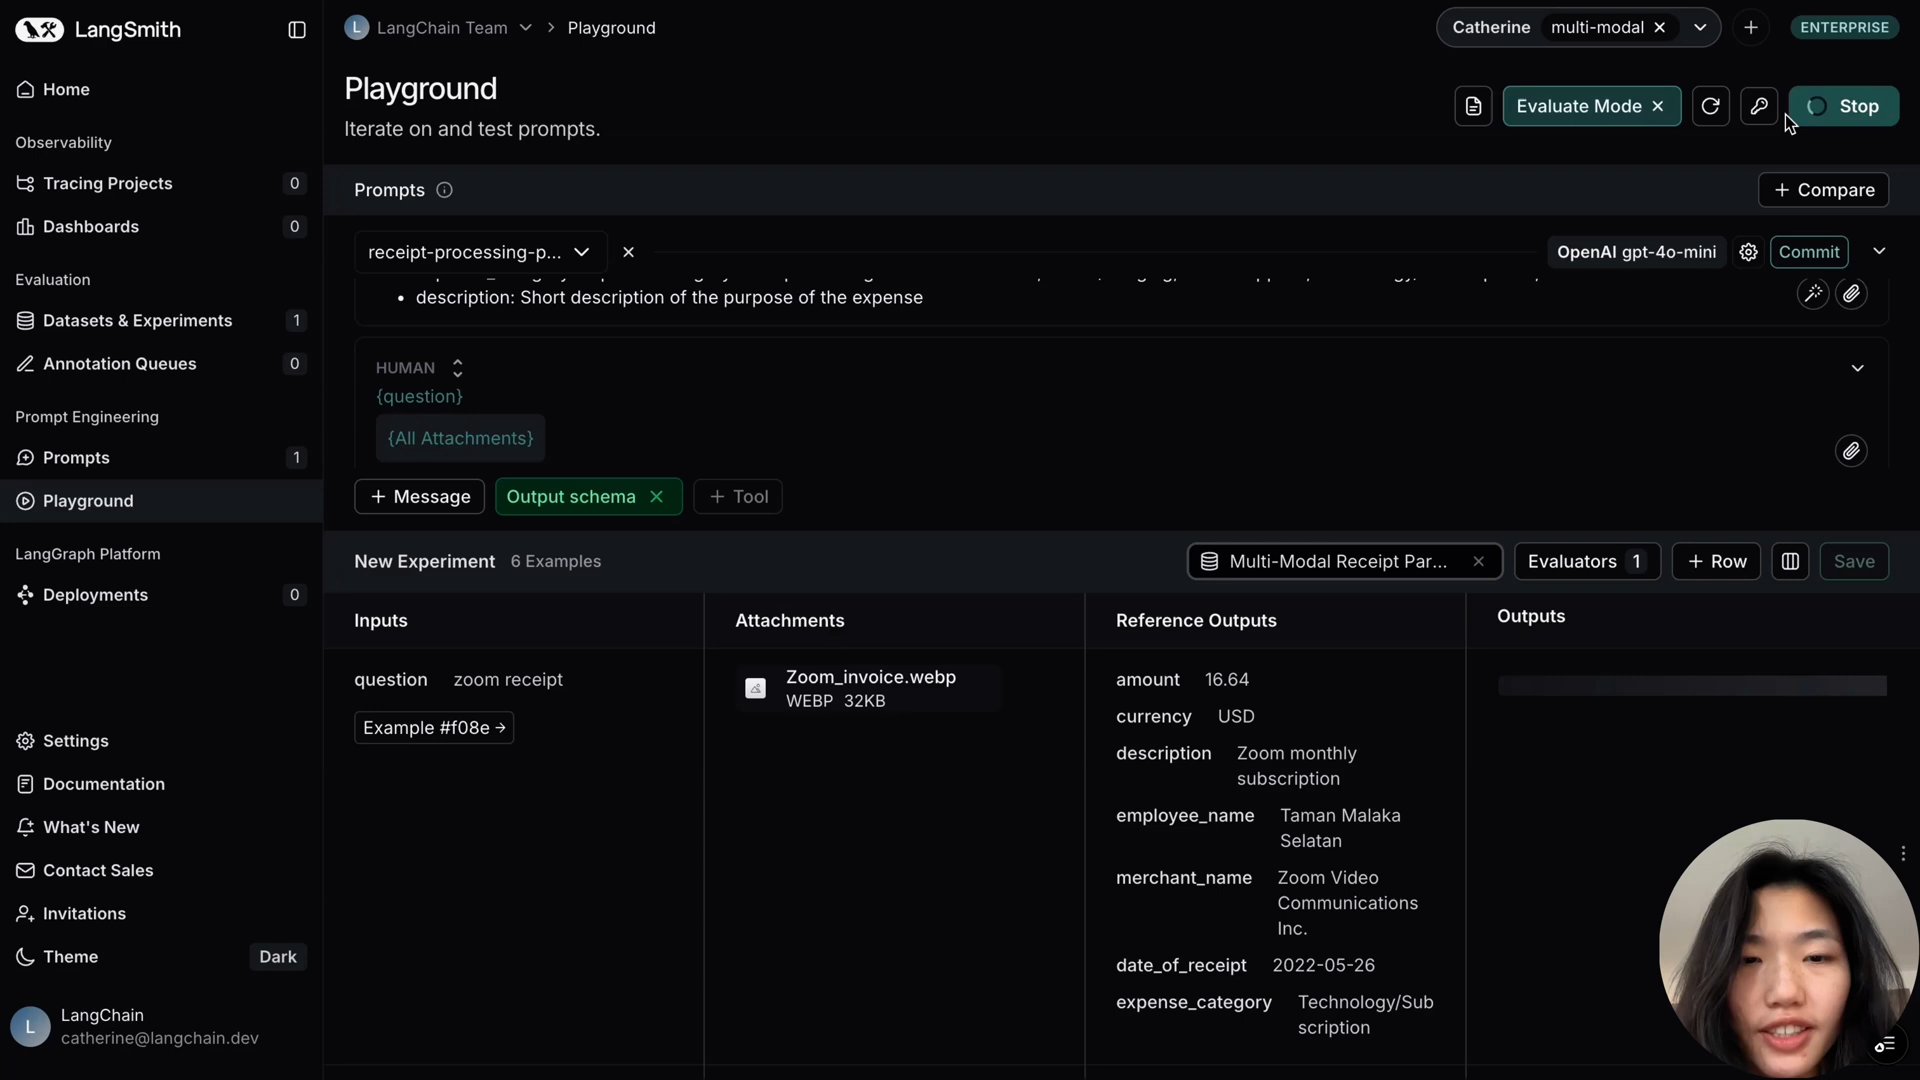 LangSmith
Home
Observability
Tracing Projects 0
Dashboards 0
Evaluation
Datasets & Experiments 1
Annotation Queues 0
Prompt Engineering
Prompts 1
Playground
LangGraph Platform
Deployments 0
Settings
Documentation
What's New
Contact Sales
Invitations
Theme Dark
L
LangChain
catherine@langchain.dev
L LangChain Team > Playground
Catherine multi-modal
ENTERPRISE
Playground
Iterate on and test prompts.
Evaluate Mode
Stop
Prompts
+ Compare
receipt-processing-p...
OpenAI gpt-4o-mini
Commit
• description: Short description of the purpose of the expense
HUMAN
{question}
{All Attachments}
+ Message
Output schema
+ Tool
New Experiment 6 Examples
Multi-Modal Receipt Par...
Evaluators 1
+ Row
Save
Inputs Attachments Reference Outputs Outputs
question zoom receipt
Example #f08e →
Zoom_invoice.webp
WEBP 32KB
amount 16.64
currency USD
description Zoom monthly
subscription
employee_name Taman Malaka
Selatan
merchant_name Zoom Video
Communications
Inc.
date_of_receipt 2022-05-26
expense_category Technology/Sub
scription